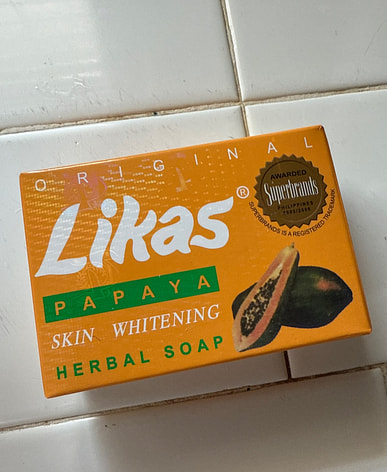 ORIGINAL
Likas®
PAPAYA
SKIN WHITENING
HERBAL SOAP
AWARDED
Superbrands
PHILIPPINES
SUPERBRANDS IS A REGISTERED TRADEMARK